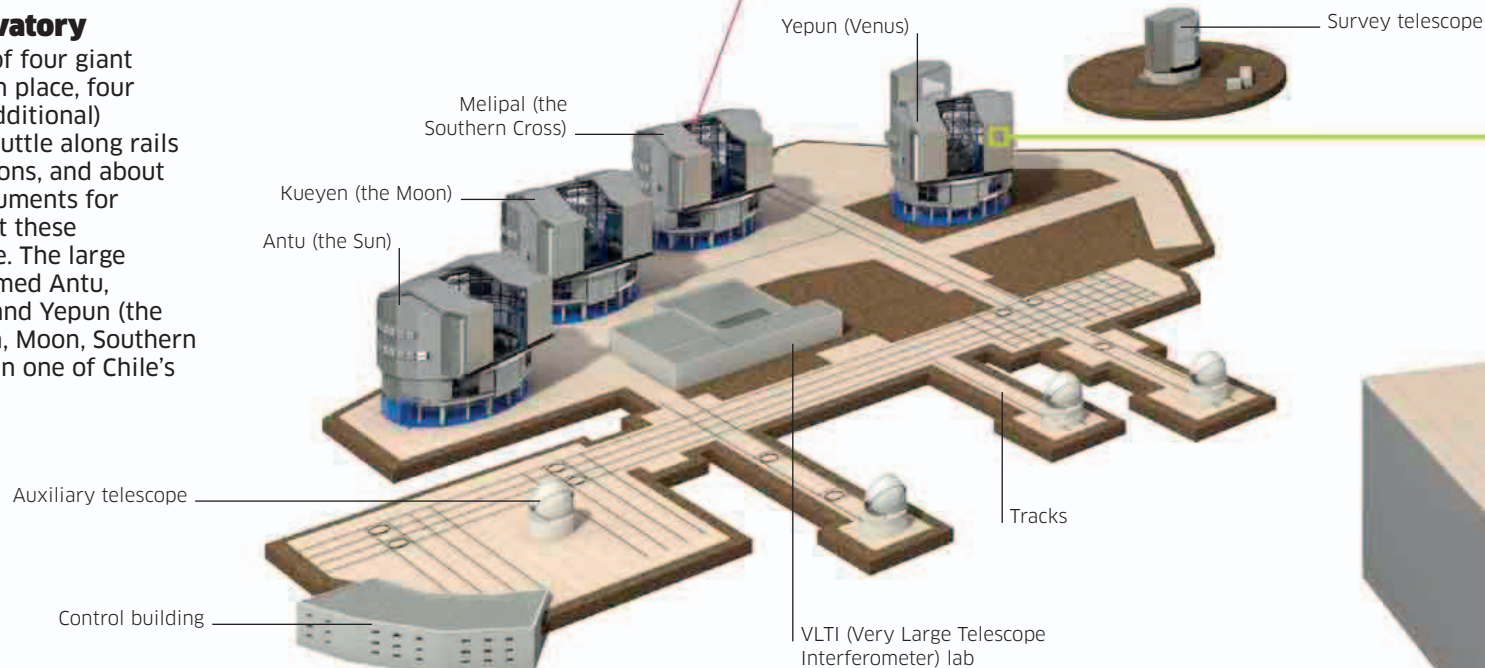 vatory
of four giant
n place, four
dditional)
uttle along rails
ons, and about
uments for
t these
e. The large
med Antu,
and Yepun (the
, Moon, Southern
n one of Chile's
Yepun (Venus)
Survey telescope
Melipal (the
Southern Cross)
Kueyen (the Moon)
Antu (the Sun)
Auxiliary telescope
Tracks
Control building
VLTI (Very Large Telescope
Interferometer) lab